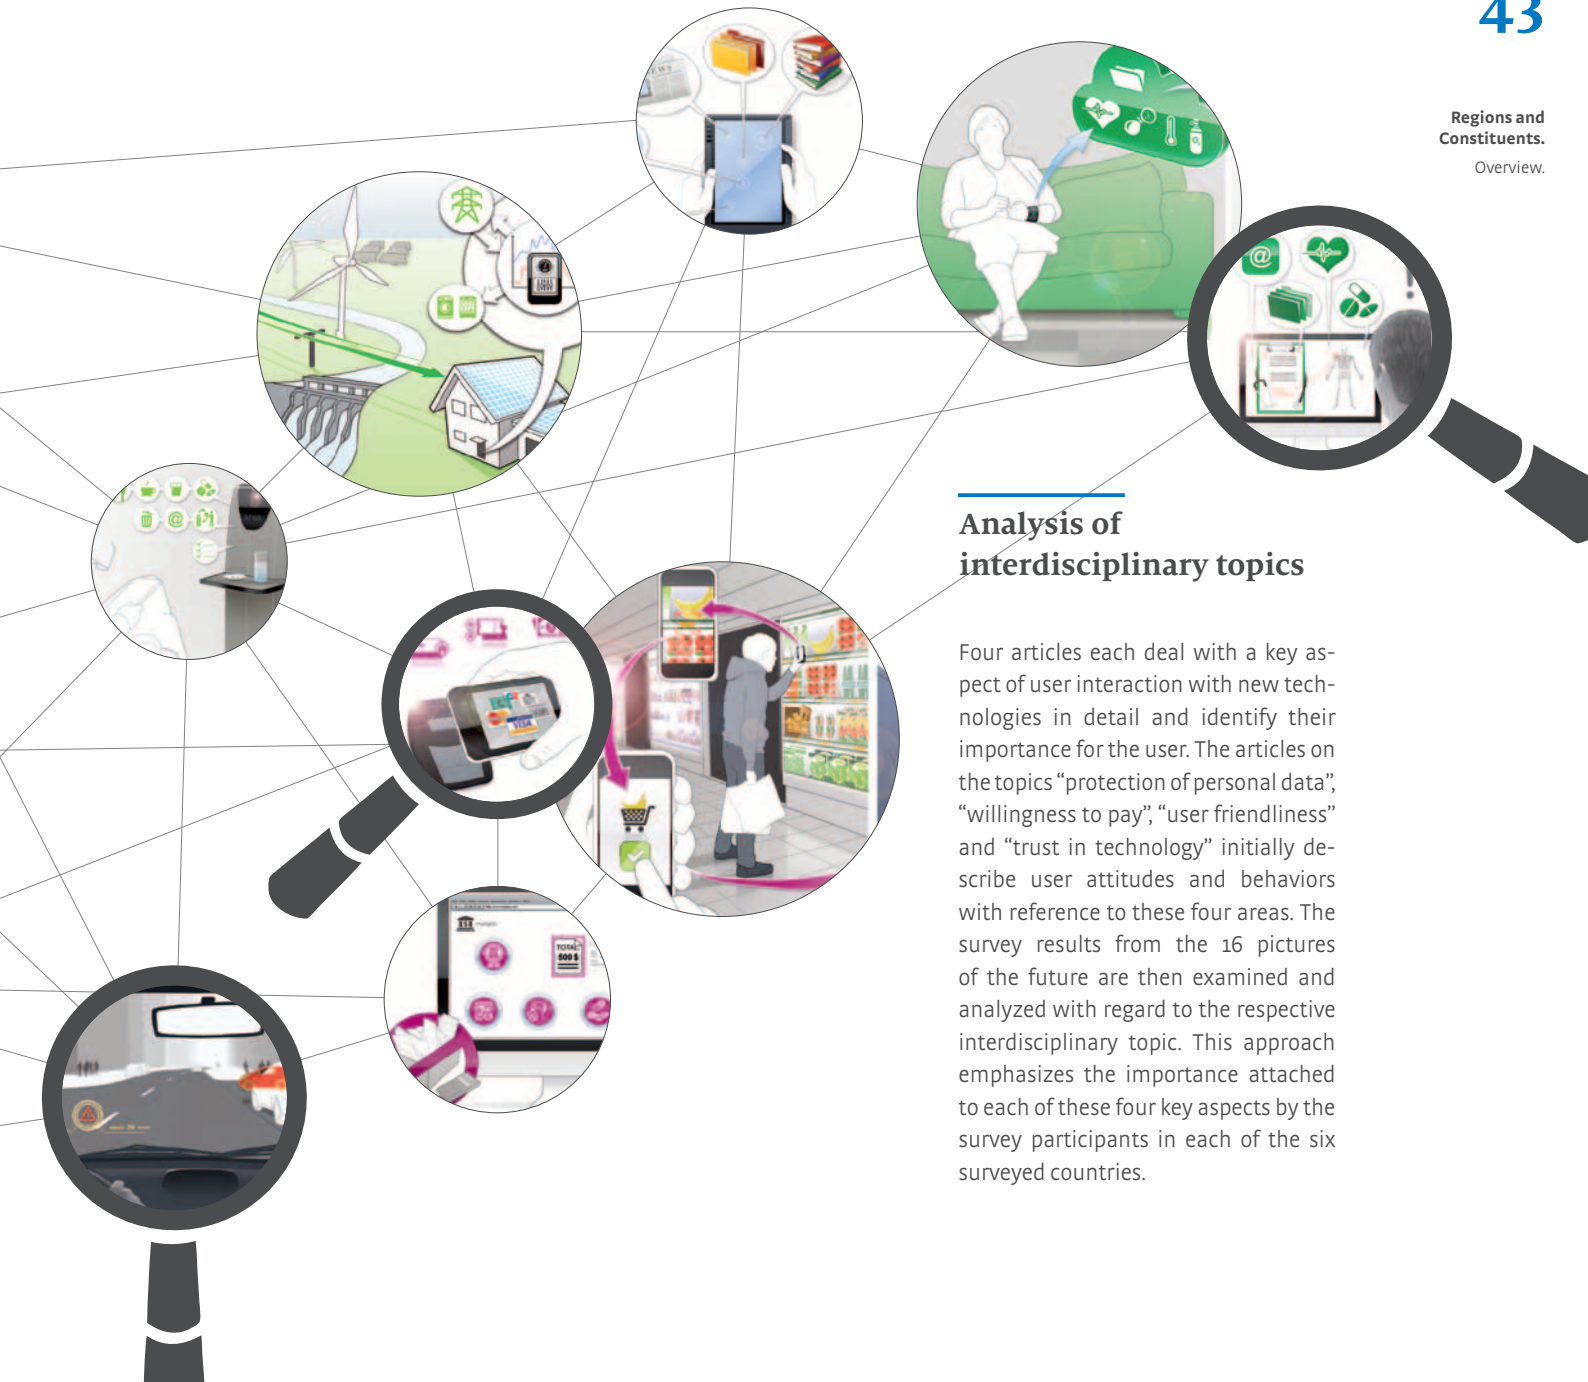 43
Regions and
Constituents.
Overview.
Analysis of
interdisciplinary topics
Four articles each deal with a key as-
pect of user interaction with new tech-
nologies in detail and identify their
importance for the user. The articles on
the topics “protection of personal data”,
“willingness to pay”, “user friendliness”
and “trust in technology” initially de-
scribe user attitudes and behaviors
with reference to these four areas. The
survey results from the 16 pictures
of the future are then examined and
analyzed with regard to the respective
interdisciplinary topic. This approach
emphasizes the importance attached
to each of these four key aspects by the
survey participants in each of the six
surveyed countries.
@
@
VISA
TOTAL:
500 $